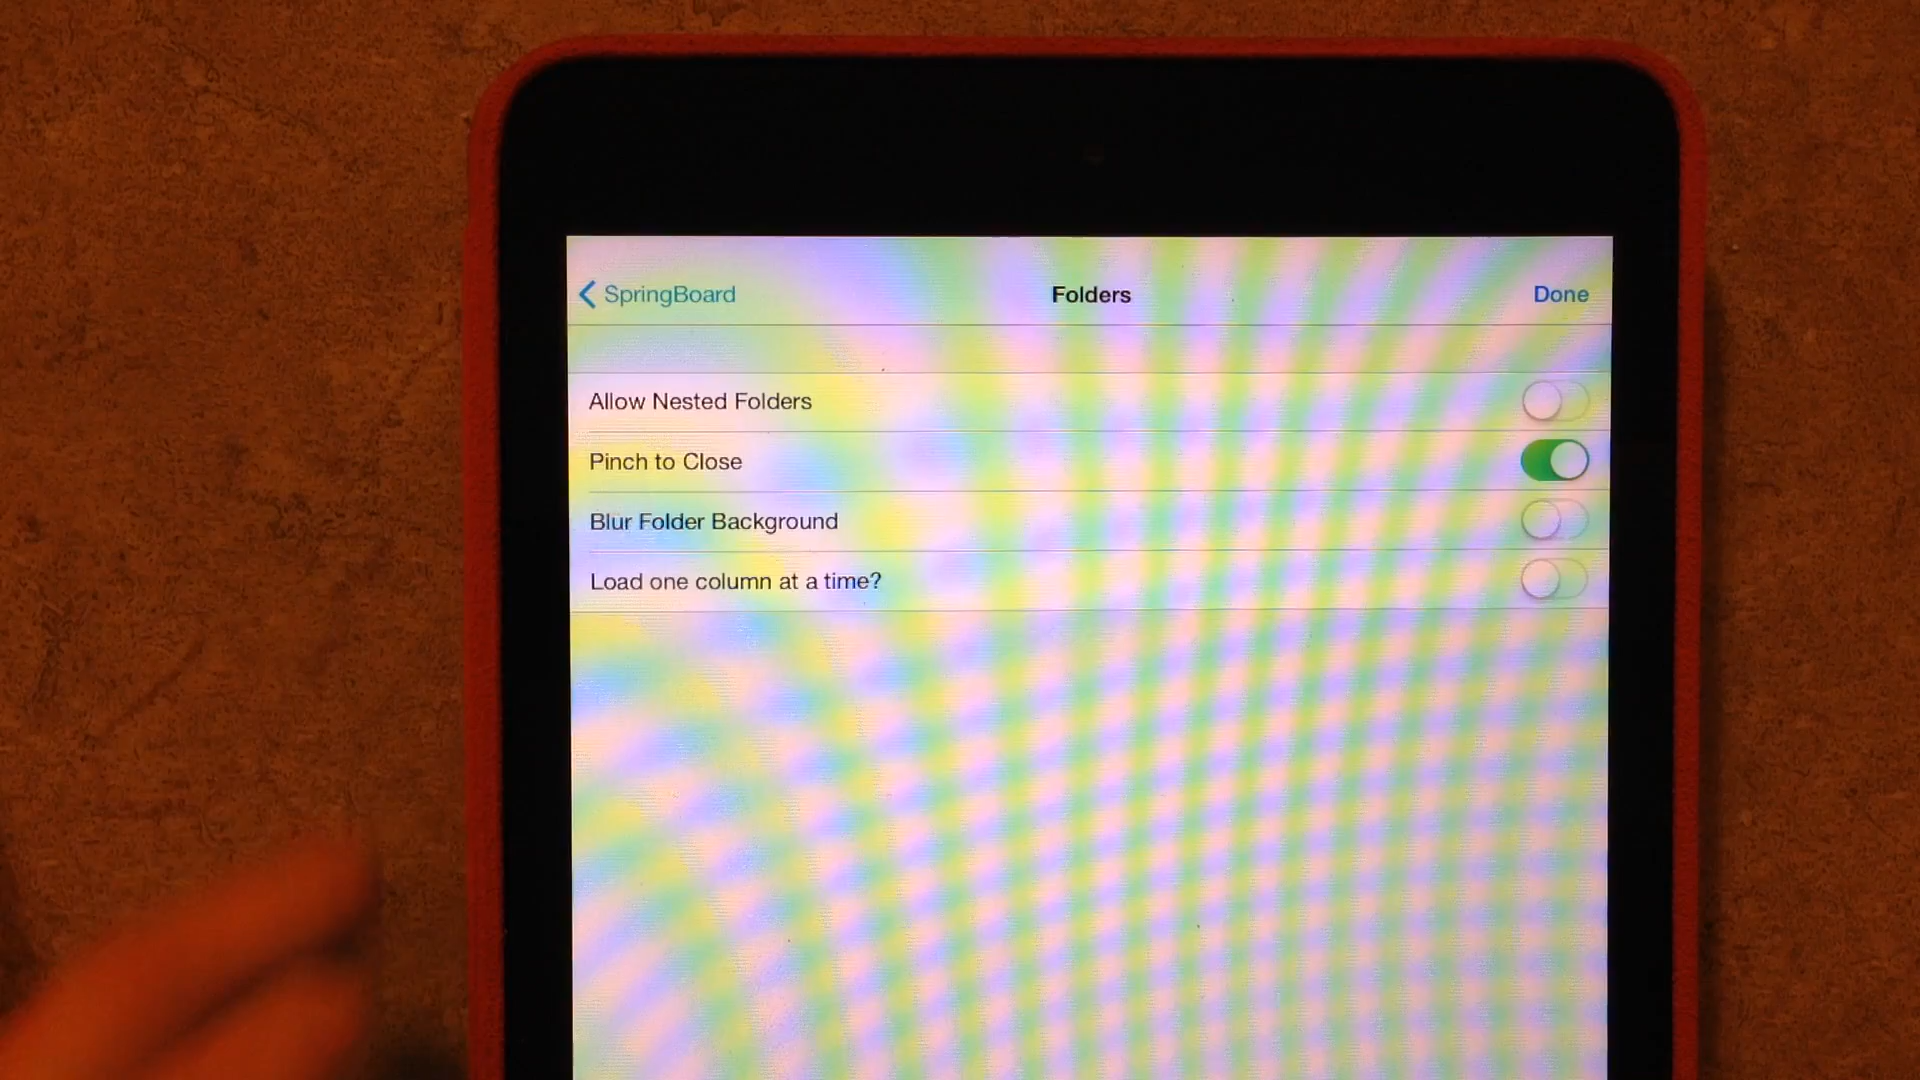 SpringBoard Folders Done
Allow Nested Folders
Pinch to Close
Blur Folder Background
Load one column at a time?